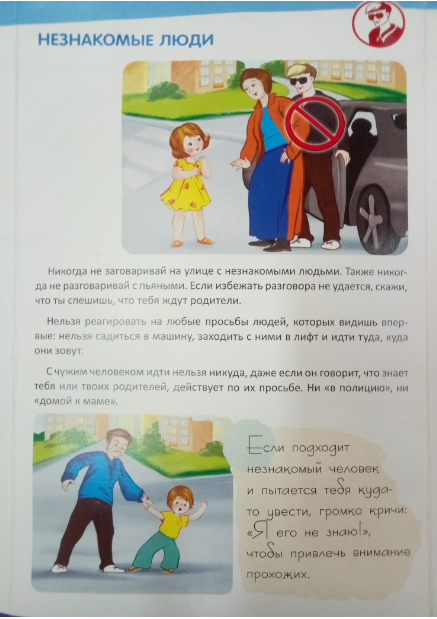 НЕЗНАКОМЫЕ ЛЮДИ
Никогда не заговаривай на улице с незнакомыми людьми. Также никог-
да не разговаривай с пьяными. Если избежать разговора не удается, скажи,
что ты спешишь, что тебя ждут родители.
Нельзя реагировать на любые просьбы людей, которых видишь впер-
вые: нельзя садиться в машину, заходить с ними в лифт и идти туда, куда
они зовут.
С чужим человеком идти нельзя никуда, даже если он говорит, что знает
тебя или твоих родителей, действует по их просьбе. Ни «в полицию», ни
«домой к маме».
Если подходит
незнакомый человек
и пытается тебя куда-
то увести, громко кричи:
«Я его не знаю!»,
чтобы привлечь внимание
прохожих.